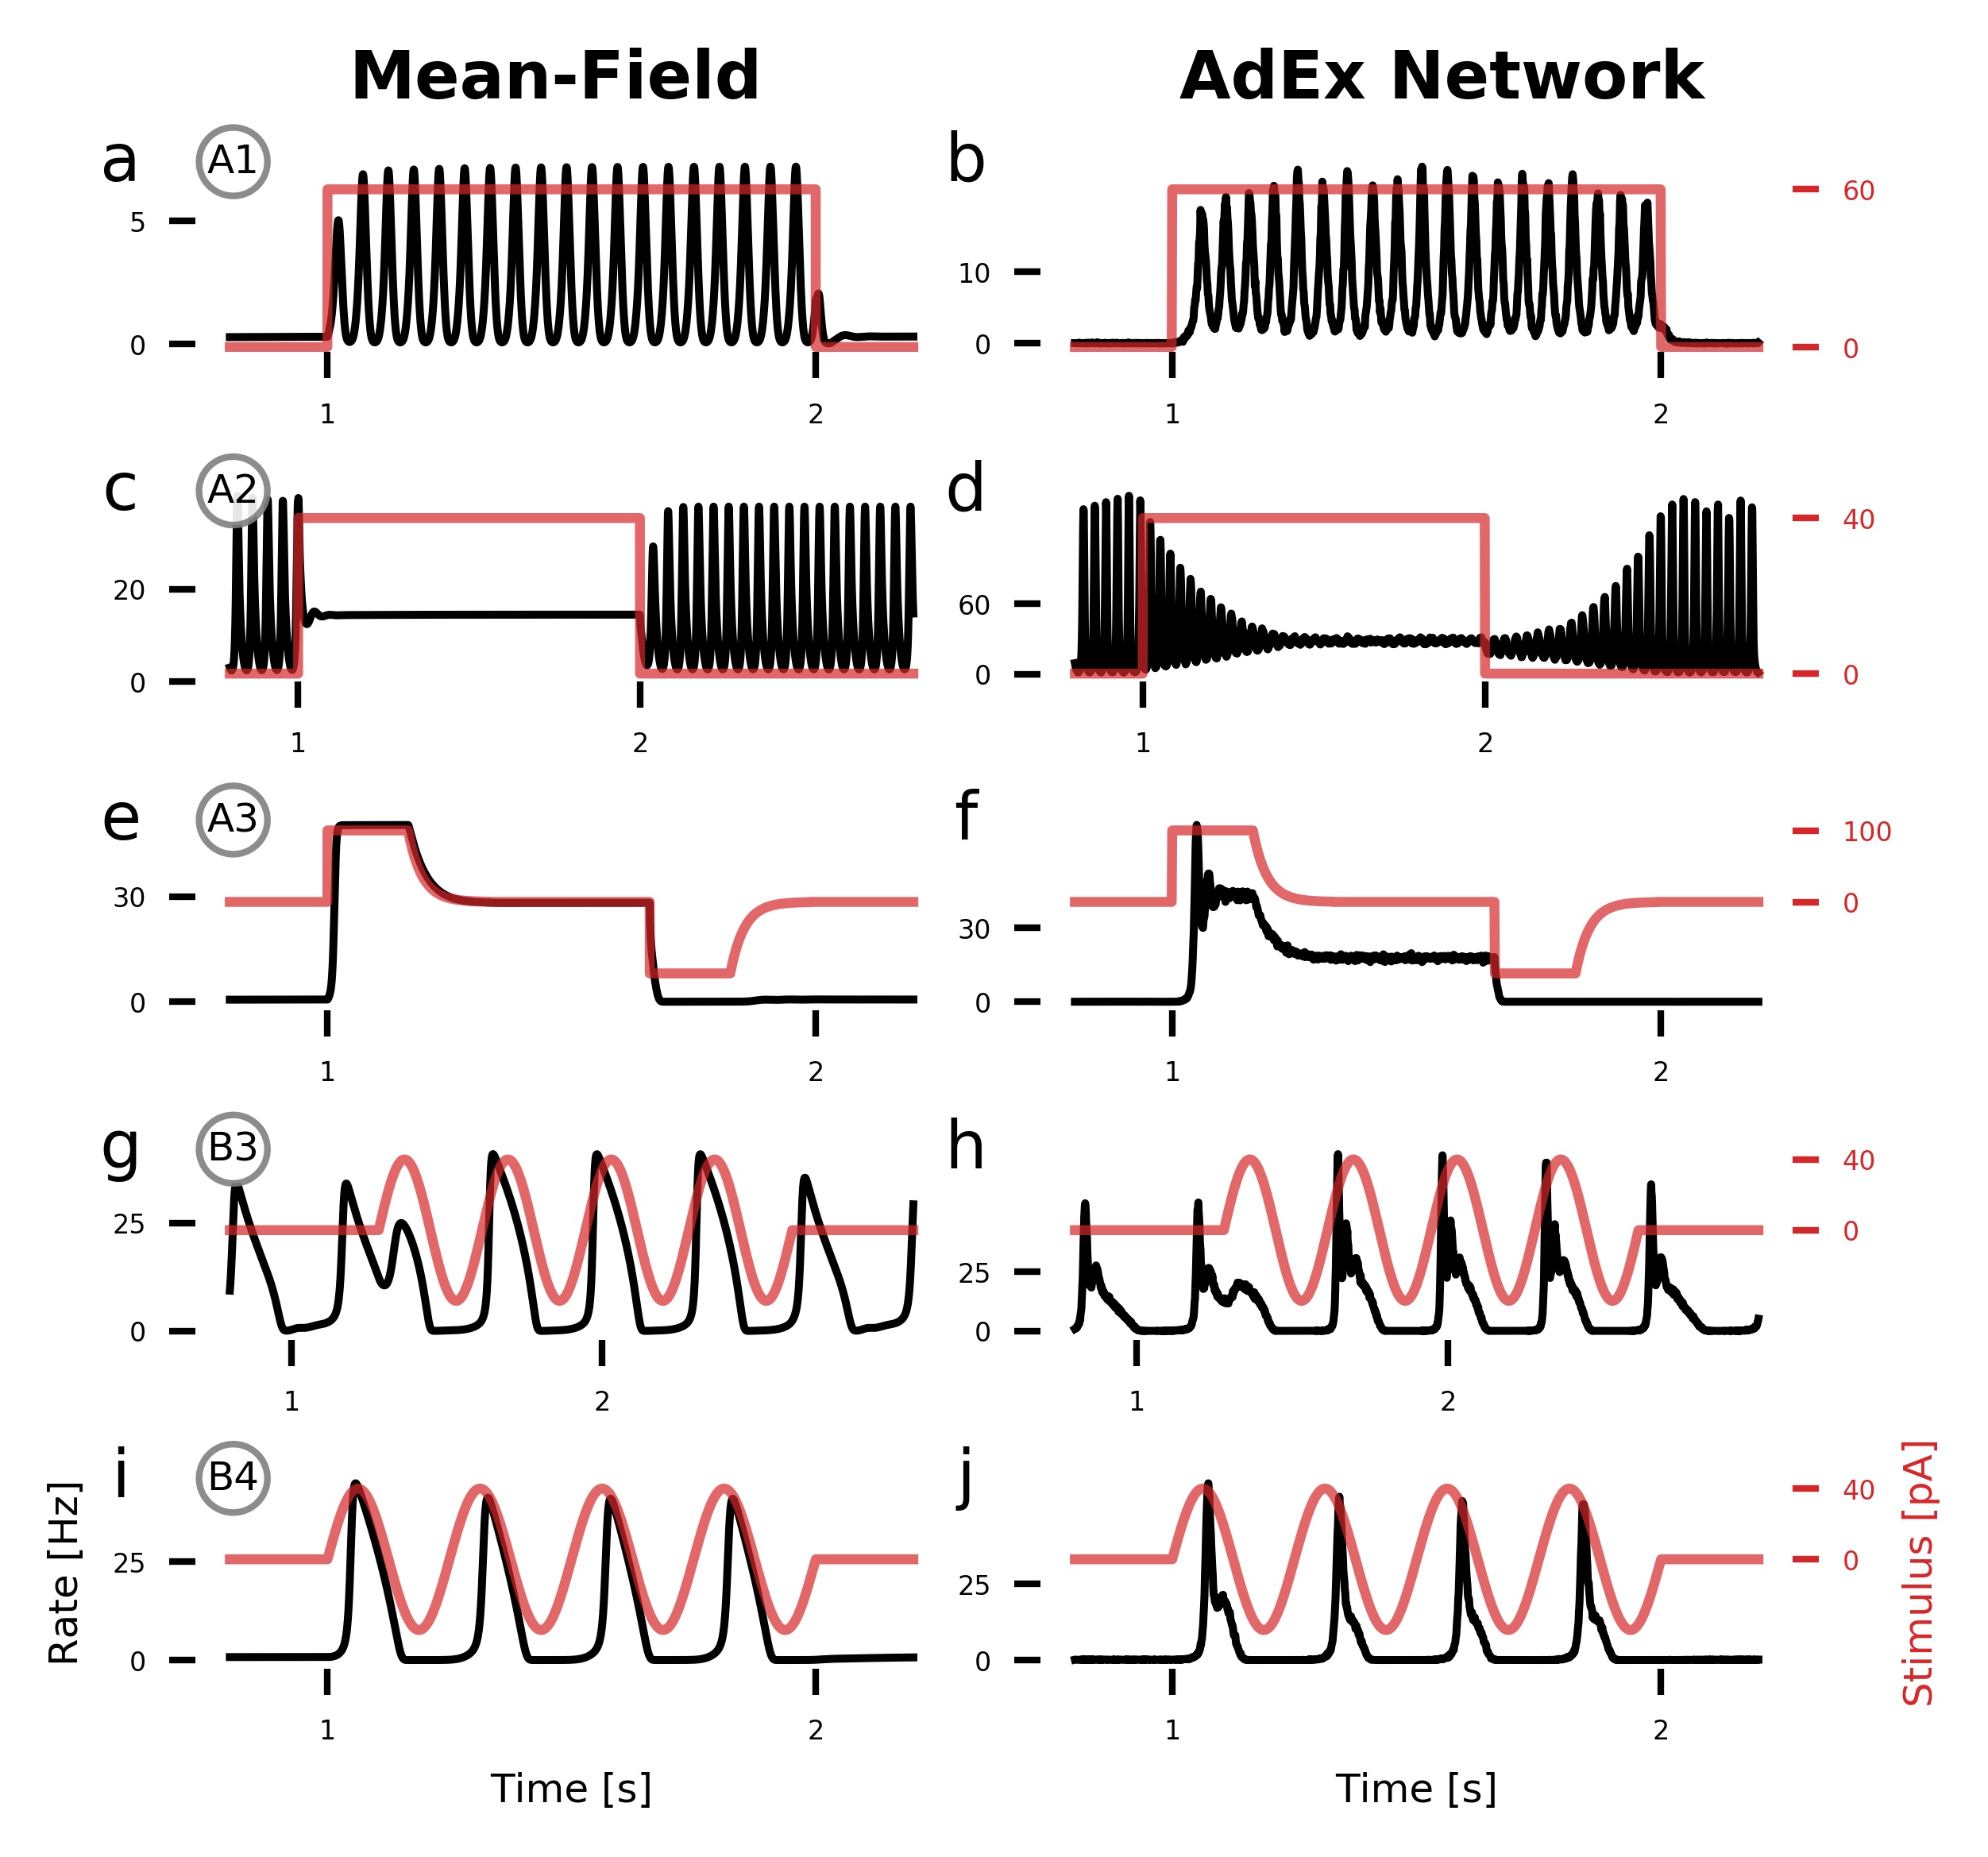 Mean-Field AdEx Network
a A1 b
5 10 60
0 0 0
1 2 1 2
c A2 d
20 60 40
0 0 0
1 2 1 2
e A3 f
30 30 100
0 0 0
1 2 1 2
g B3 h
25 25 40
0 0 0
1 2 1 2
i B4 j
25 25 40
0 0 0
1 2 1 2
Rate [Hz]
Stimulus [pA]
Time [s] Time [s]